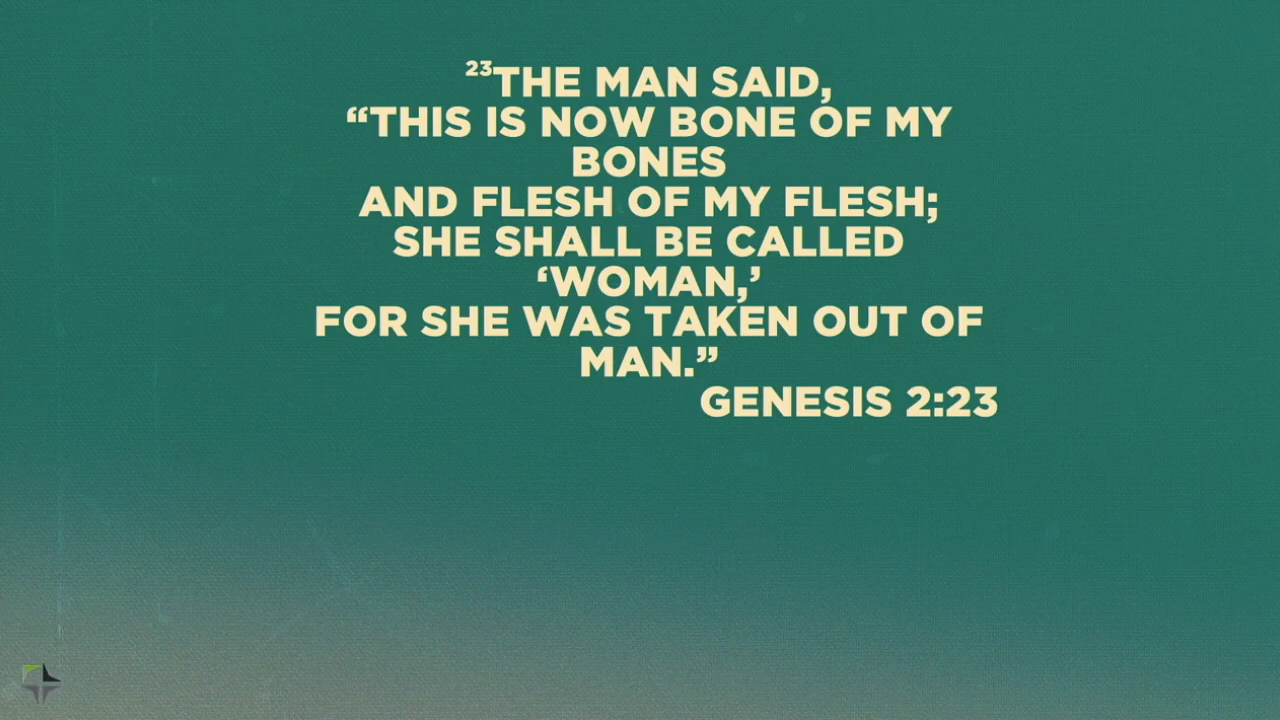 ²³THE MAN SAID,
“THIS IS NOW BONE OF MY
BONES
AND FLESH OF MY FLESH;
SHE SHALL BE CALLED
‘WOMAN,’
FOR SHE WAS TAKEN OUT OF
MAN.”
GENESIS 2:23